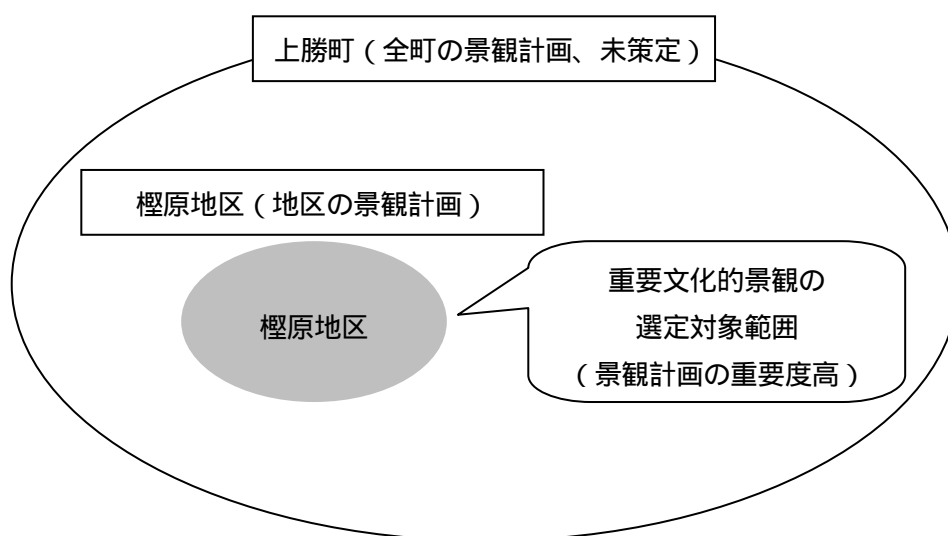 上勝町（全町の景観計画、未策定）
樫原地区（地区の景観計画）
樫原地区
重要文化的景観の
選定対象範囲
（景観計画の重要度高）